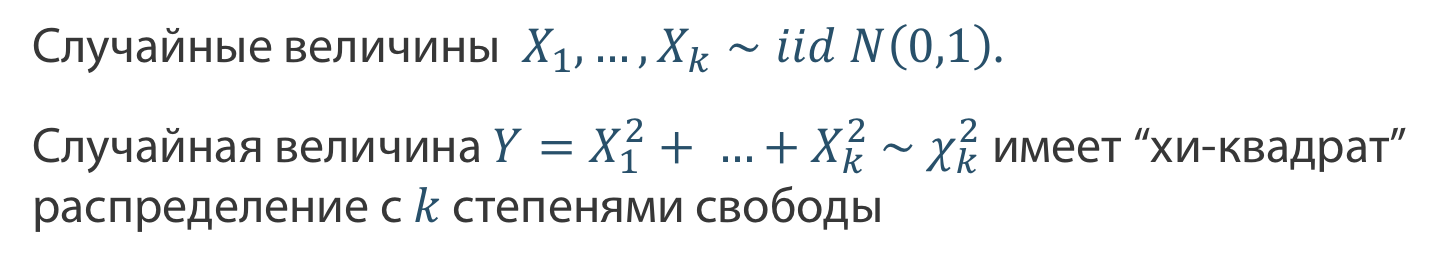 Случайные величины X₁, … , Xₖ ~ iid N(0,1).
Случайная величина Y = X₁² + … + Xₖ² ~ χₖ² имеет “хи-квадрат”
распределение с k степенями свободы